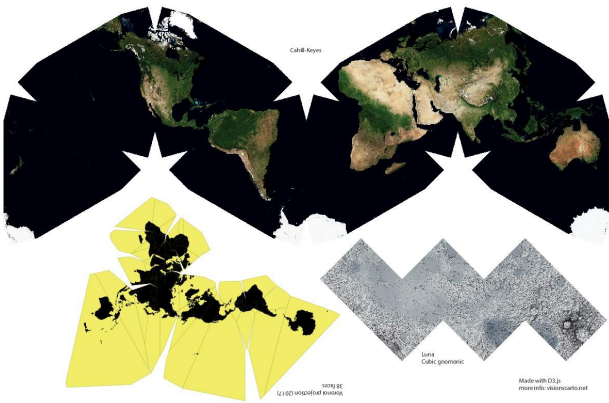 Cahill-Keyes
Luna
Cubic gnomonic
Made with D3.js
more info: visionscarto.net
Voronoi projection (2017)
38 faces